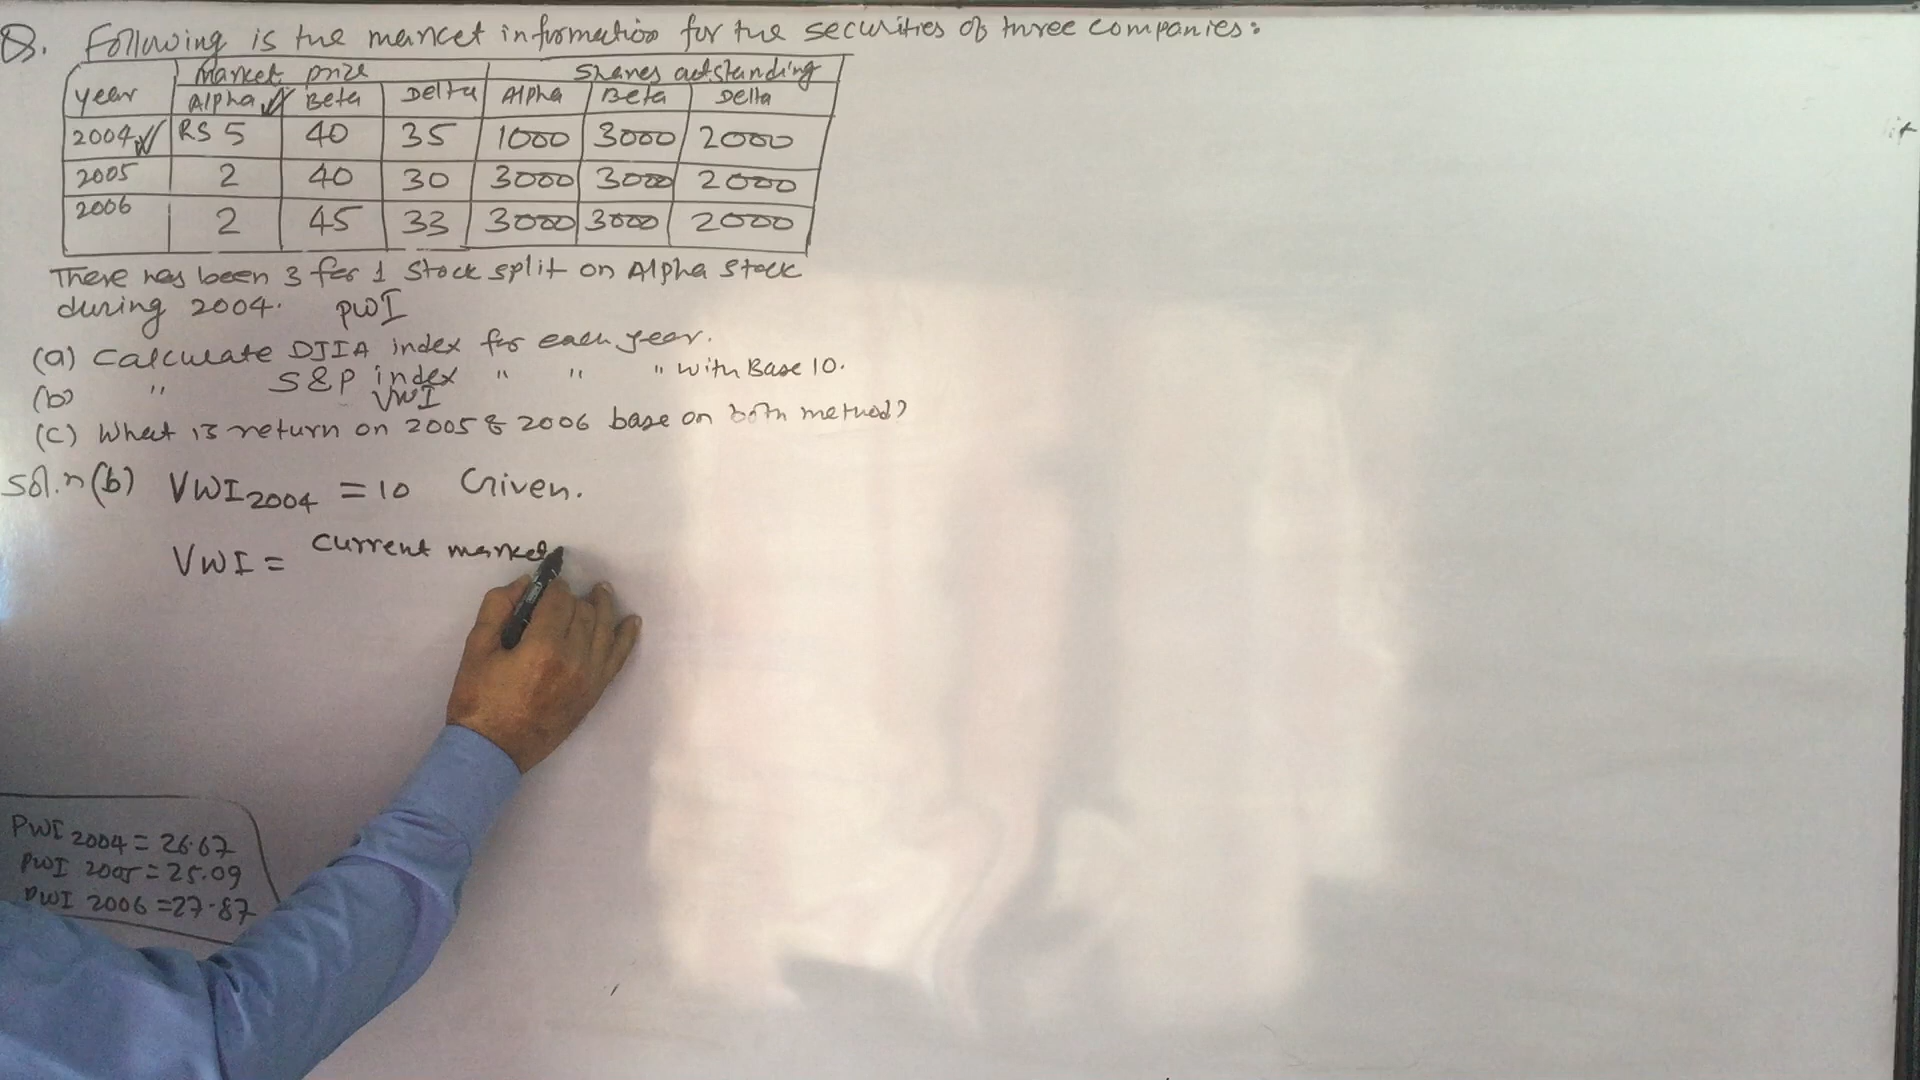 Q. Following is the market information for the securities of three companies:
year Market prize Shares outstanding
Alpha Beta Delta Alpha Beta Delta
2004 RS 5 40 35 1000 3000 2000
2005 2 40 30 3000 3000 2000
2006 2 45 33 3000 3000 2000
There has been 3 for 1 Stock split on Alpha stock
during 2004. PWI
(a) Calculate DJIA index for each year.
(b) " S&P index " " " with Base 10.
VWI
(c) What is return on 2005 & 2006 base on both method?
Sol.n (b) VWI2004 = 10 Given.
VWI = Current market
PWI 2004 = 26.67
PWI 2005 = 25.09
PWI 2006 = 27.87